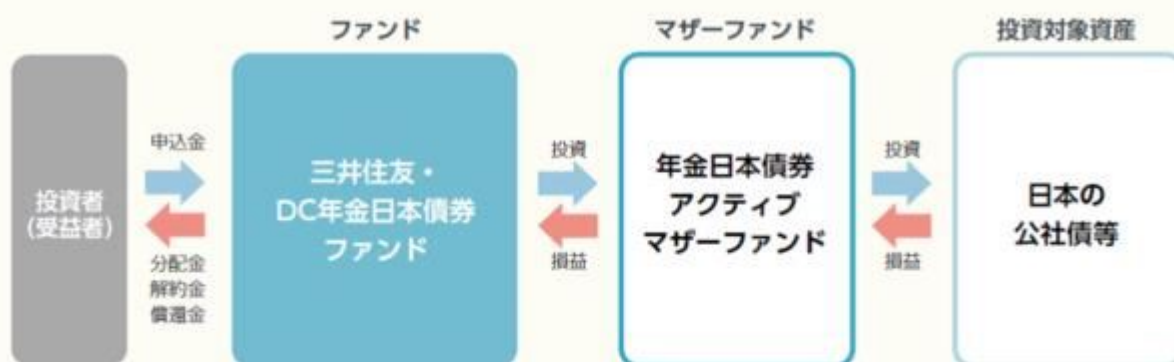 ファンド
マザーファンド
投資対象資産
投資者
(受益者)
申込金
分配金
解約金
償還金
三井住友・
DC年金日本債券
ファンド
投資
損益
年金日本債券
アクティブ
マザーファンド
投資
損益
日本の
公社債等